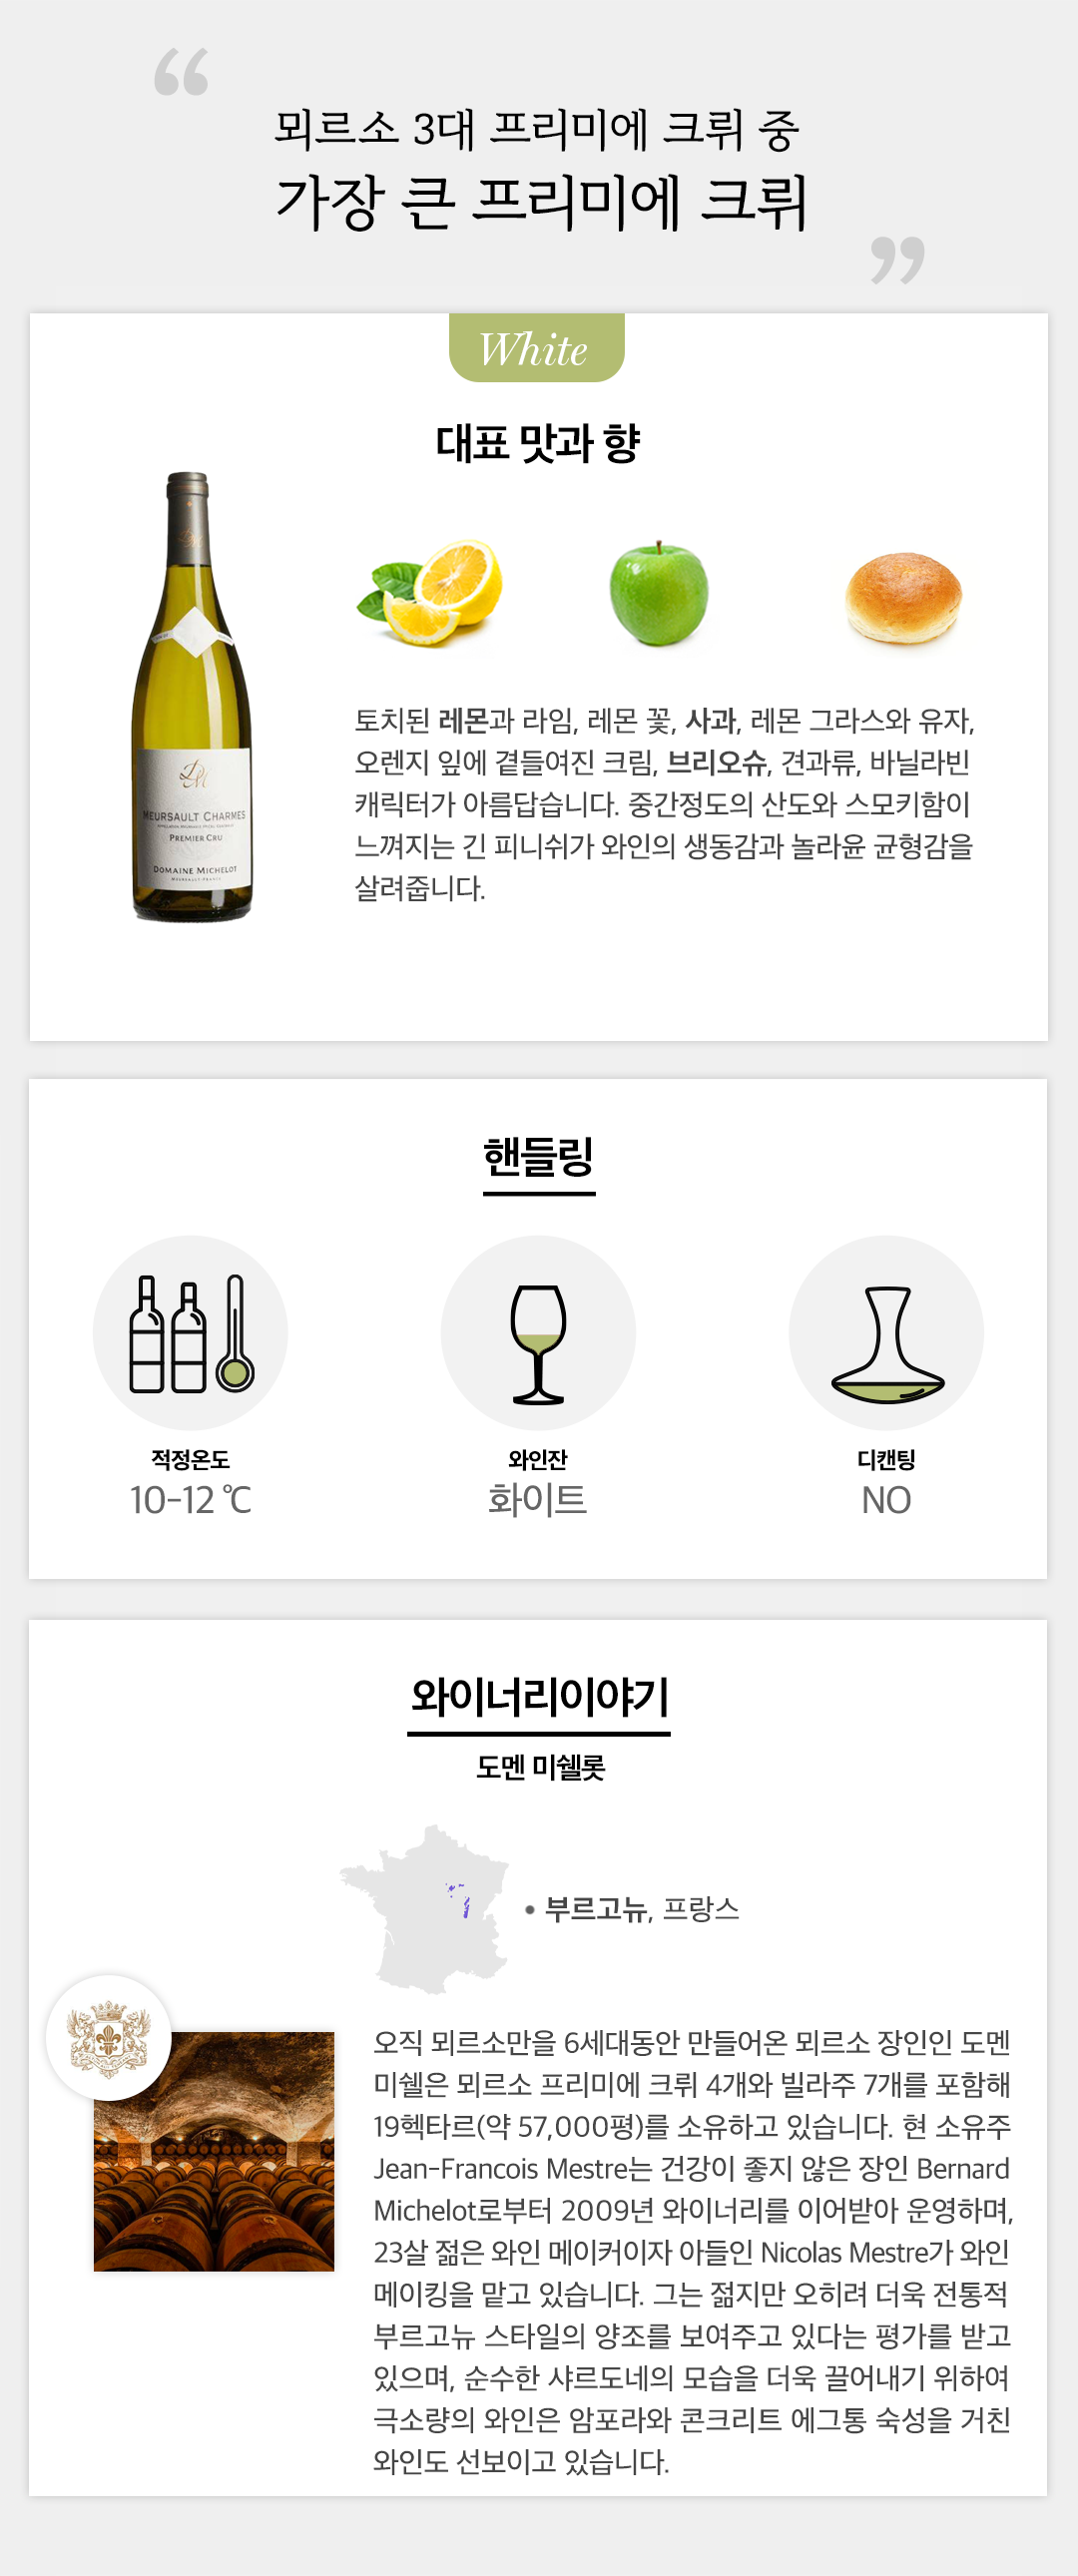 “
뫼르소 3대 프리미에 크뤼 중
가장 큰 프리미에 크뤼
”
White
대표 맛과 향
DM
MEURSAULT CHARMES
PREMIER CRU
DOMAINE MICHELOT
토치된 레몬과 라임, 레몬 꽃, 사과, 레몬 그라스와 유자,
오렌지 잎에 곁들여진 크림, 브리오슈, 견과류, 바닐라빈
캐릭터가 아름답습니다. 중간정도의 산도와 스모키함이
느껴지는 긴 피니쉬가 와인의 생동감과 놀라윤 균형감을
살려줍니다.
핸들링
적정온도
10-12 ℃
와인잔
화이트
디캔팅
NO
와이너리이야기
도멘 미쉘롯
• 부르고뉴, 프랑스
오직 뫼르소만을 6세대동안 만들어온 뫼르소 장인인 도멘
미쉘은 뫼르소 프리미에 크뤼 4개와 빌라주 7개를 포함해
19헥타르(약 57,000평)를 소유하고 있습니다. 현 소유주
Jean-Francois Mestre는 건강이 좋지 않은 장인 Bernard
Michelot로부터 2009년 와이너리를 이어받아 운영하며,
23살 젊은 와인 메이커이자 아들인 Nicolas Mestre가 와인
메이킹을 맡고 있습니다. 그는 젊지만 오히려 더욱 전통적
부르고뉴 스타일의 양조를 보여주고 있다는 평가를 받고
있으며, 순수한 샤르도네의 모습을 더욱 끌어내기 위하여
극소량의 와인은 암포라와 콘크리트 에그통 숙성을 거친
와인도 선보이고 있습니다.